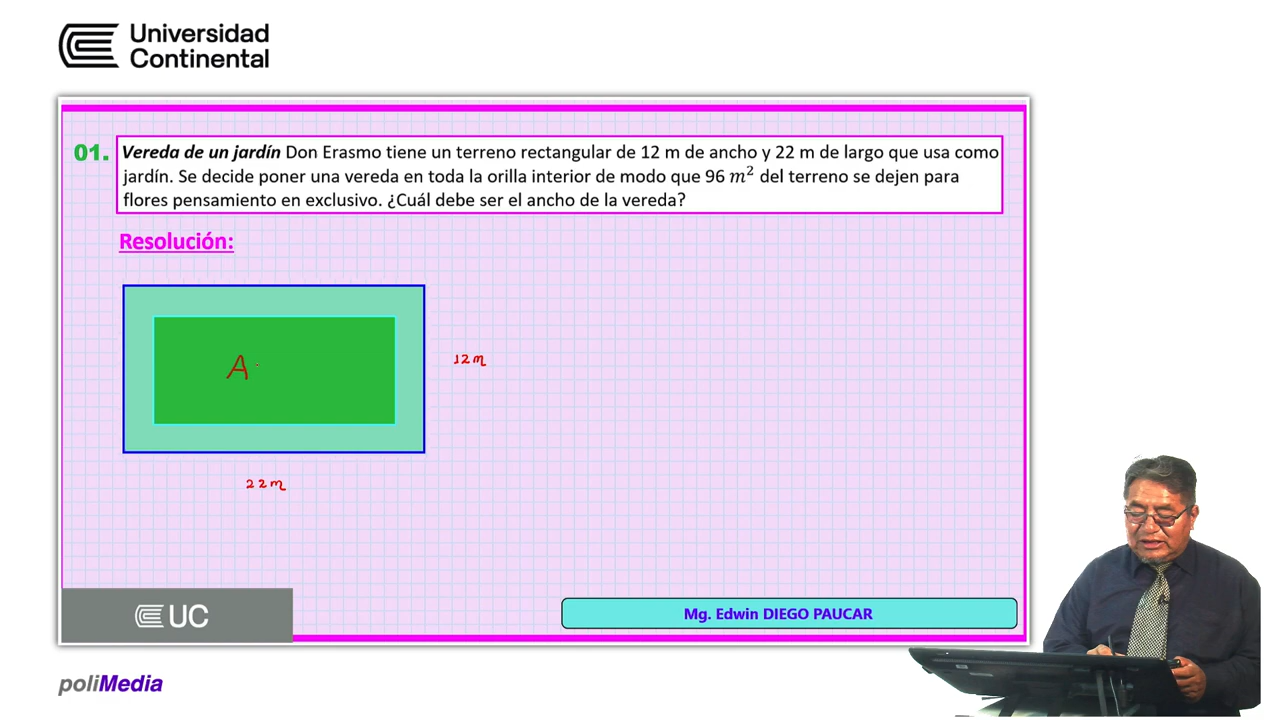 Universidad
Continental
01. Vereda de un jardín Don Erasmo tiene un terreno rectangular de 12 m de ancho y 22 m de largo que usa como
jardín. Se decide poner una vereda en toda la orilla interior de modo que 96 m² del terreno se dejen para
flores pensamiento en exclusivo. ¿Cuál debe ser el ancho de la vereda?
Resolución:
A
12m
22m
UC
Mg. Edwin DIEGO PAUCAR
poliMedia